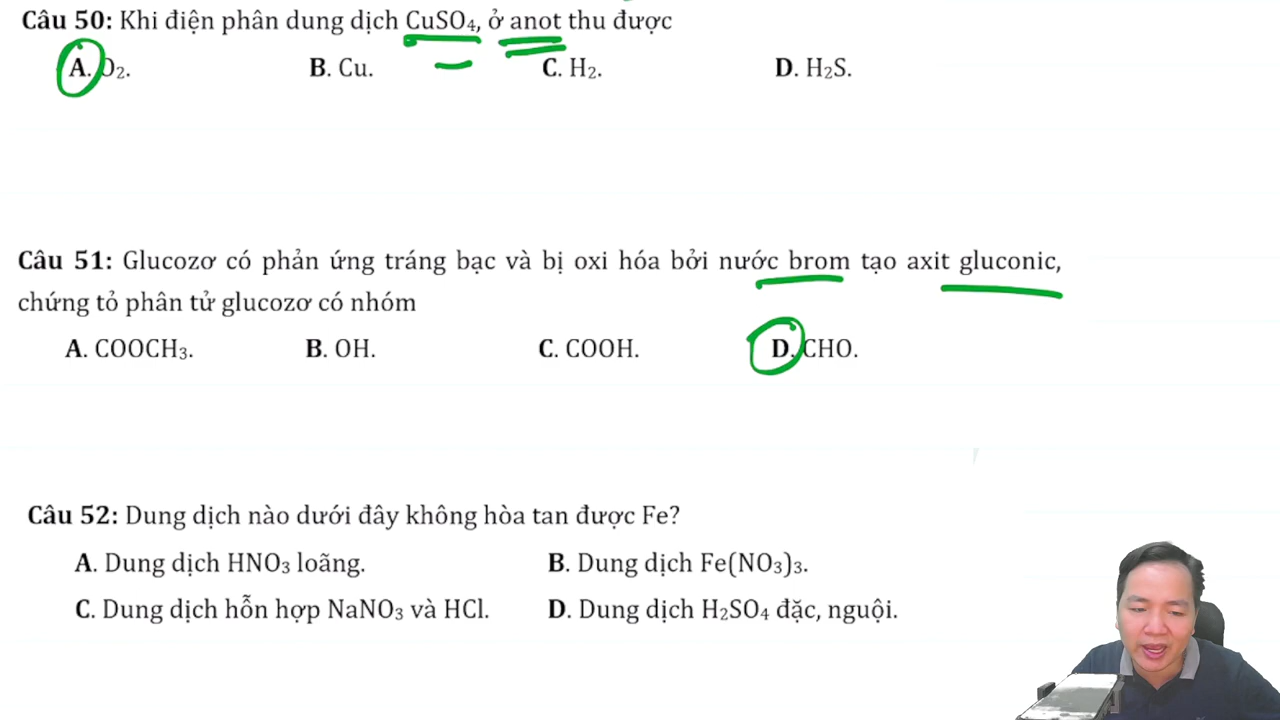 Câu 50: Khi điện phân dung dịch CuSO₄, ở anot thu được
A. O₂. B. Cu. C. H₂. D. H₂S.
Câu 51: Glucozơ có phản ứng tráng bạc và bị oxi hóa bởi nước brom tạo axit gluconic,
chứng tỏ phân tử glucozơ có nhóm
A. COOCH₃. B. OH. C. COOH. D. CHO.
Câu 52: Dung dịch nào dưới đây không hòa tan được Fe?
A. Dung dịch HNO₃ loãng. B. Dung dịch Fe(NO₃)₃.
C. Dung dịch hỗn hợp NaNO₃ và HCl. D. Dung dịch H₂SO₄ đặc, nguội.